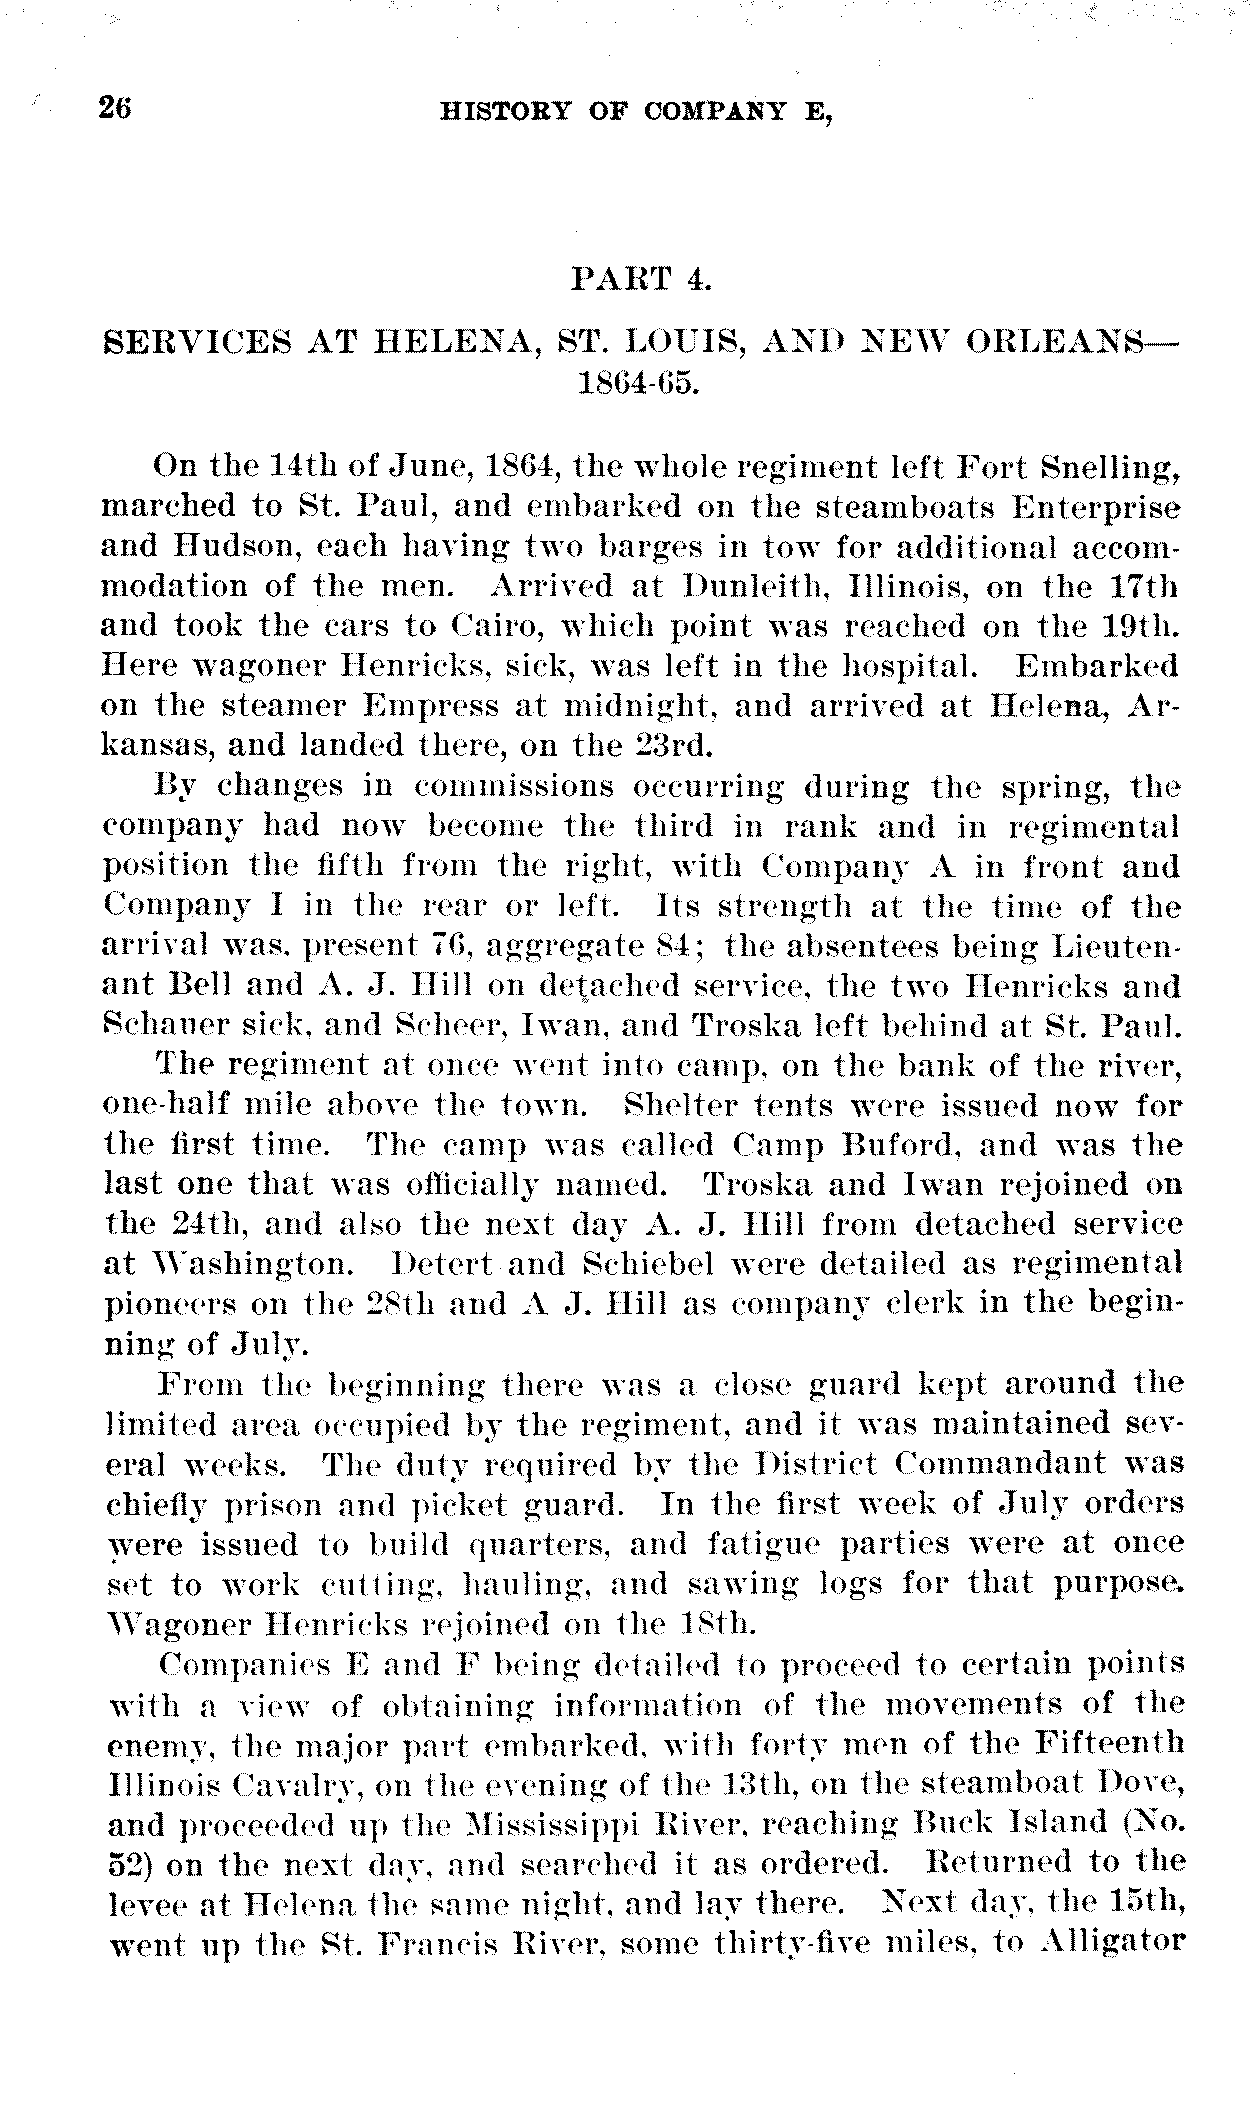 26 HISTORY OF COMPANY E,
PART 4.
SERVICES AT HELENA, ST. LOUIS, AND NEW ORLEANS—
1864-65.
On the 14th of June, 1864, the whole regiment left Fort Snelling,
marched to St. Paul, and embarked on the steamboats Enterprise
and Hudson, each having two barges in tow for additional accom-
modation of the men. Arrived at Dunleith, Illinois, on the 17th
and took the cars to Cairo, which point was reached on the 19th.
Here wagoner Henricks, sick, was left in the hospital. Embarked
on the steamer Empress at midnight, and arrived at Helena, Ar-
kansas, and landed there, on the 23rd.
By changes in commissions occurring during the spring, the
company had now become the third in rank and in regimental
position the fifth from the right, with Company A in front and
Company I in the rear or left. Its strength at the time of the
arrival was, present 76, aggregate 84; the absentees being Lieuten-
ant Bell and A. J. Hill on detached service, the two Henricks and
Schauer sick, and Scheer, Iwan, and Troska left behind at St. Paul.
The regiment at once went into camp, on the bank of the river,
one-half mile above the town. Shelter tents were issued now for
the first time. The camp was called Camp Buford, and was the
last one that was officially named. Troska and Iwan rejoined on
the 24th, and also the next day A. J. Hill from detached service
at Washington. Detert and Schiebel were detailed as regimental
pioneers on the 28th and A J. Hill as company clerk in the begin-
ning of July.
From the beginning there was a close guard kept around the
limited area occupied by the regiment, and it was maintained sev-
eral weeks. The duty required by the District Commandant was
chiefly prison and picket guard. In the first week of July orders
were issued to build quarters, and fatigue parties were at once
set to work cutting, hauling, and sawing logs for that purpose.
Wagoner Henricks rejoined on the 18th.
Companies E and F being detailed to proceed to certain points
with a view of obtaining information of the movements of the
enemy, the major part embarked, with forty men of the Fifteenth
Illinois Cavalry, on the evening of the 13th, on the steamboat Dove,
and proceeded up the Mississippi River, reaching Buck Island (No.
52) on the next day, and searched it as ordered. Returned to the
levee at Helena the same night, and lay there. Next day, the 15th,
went up the St. Francis River, some thirty-five miles, to Alligator